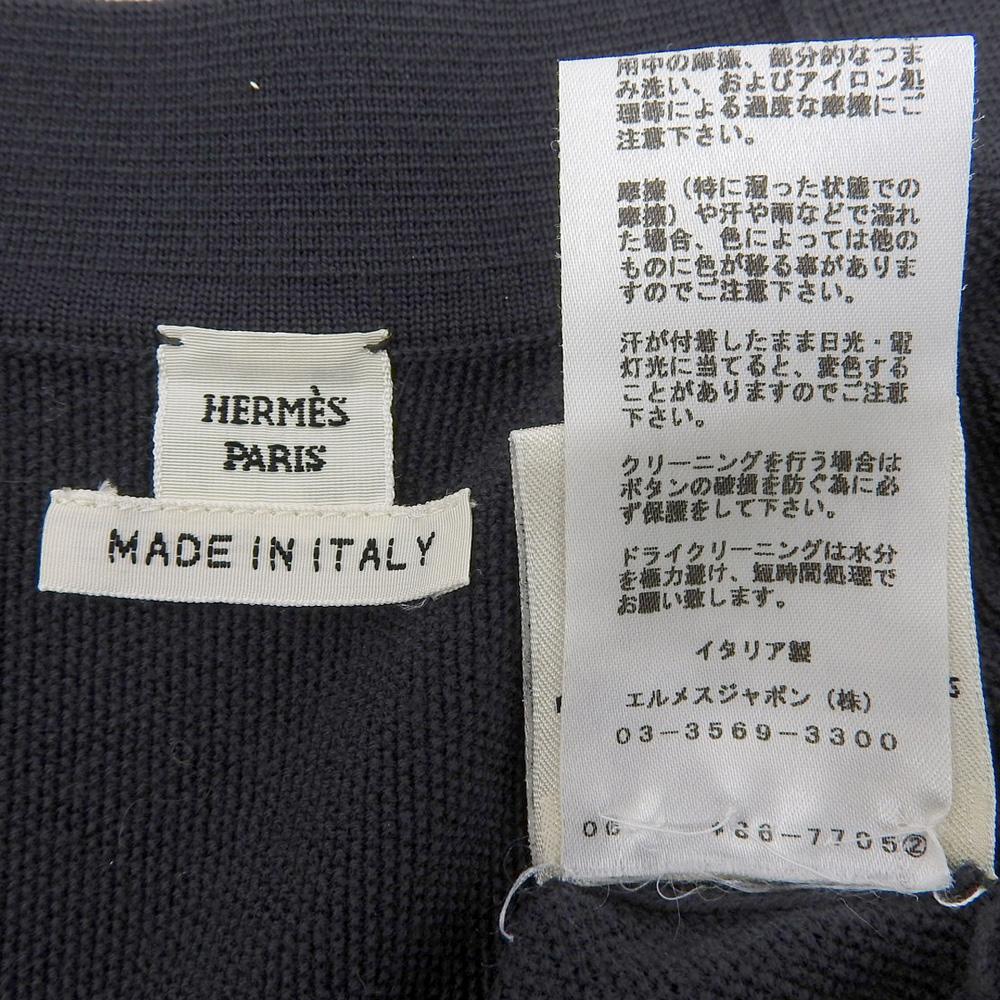 HERMÈS
PARIS
MADE IN ITALY
雨中の摩擦、部分的なつま
み洗い、およびアイロン処
理等による過度な摩擦にご
注意下さい。
摩擦（特に湿った状態での
摩擦）や汗や雨などで濡れ
た場合、色によっては他の
ものに色が移る事がありま
すのでご注意下さい。
汗が付着したまま日光・電
灯光に当てると、変色する
ことがありますのでご注意
下さい。
クリーニングを行う場合は
ボタンの破損を防ぐ為に必
ず保護をして下さい。
ドライクリーニングは水分
を極力避け、短時間処理で
お願い致します。
イタリア製
エルメスジャポン（株）
03-3569-3300